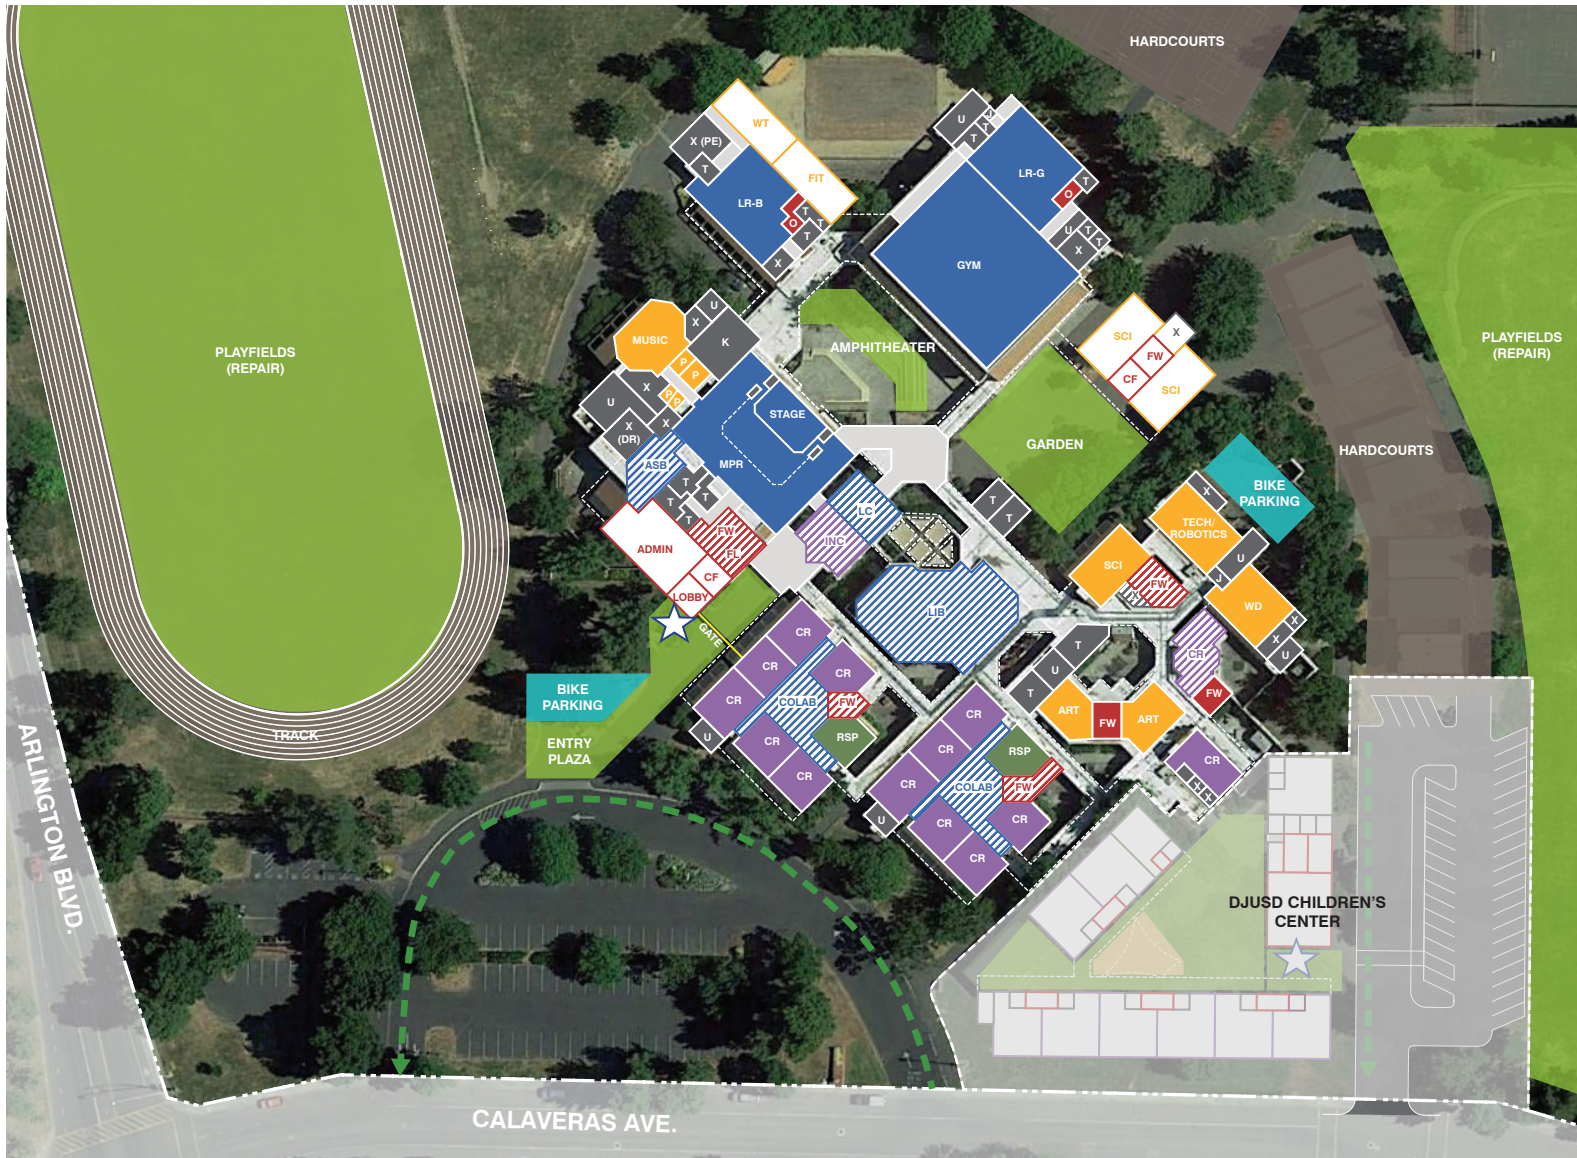 HARDCOURTS
WT
U
J
T
T
X (PE)
T
FIT
LR-G
T
O
LR-B
T
O
T
T
X
U
T
T
X
GYM
U
X
MUSIC
K
P
P
AMPHITHEATER
SCI
X
FW
CF
SCI
PLAYFIELDS
(REPAIR)
PLAYFIELDS
(REPAIR)
X
U
P
P
X
X
(DR)
STAGE
MPR
ASB
GARDEN
HARDCOURTS
T
T
T
T
BIKE
PARKING
X
T
T
LC
INC
TECH/
ROBOTICS
FW
FL
ADMIN
CF
LOBBY
U
J
SCI
FW
WD
X
X
U
LIB
GATE
CR
CR
CR
CR
COLAB
FW
RSP
CR
CR
U
T
U
T
CR
FW
ART
FW
ART
BIKE
PARKING
ENTRY
PLAZA
TRACK
CR
CR
CR
RSP
COLAB
FW
CR
CR
CR
U
CR
X
X
ARLINGTON BLVD.
DJUSD CHILDREN'S
CENTER
CALAVERAS AVE.